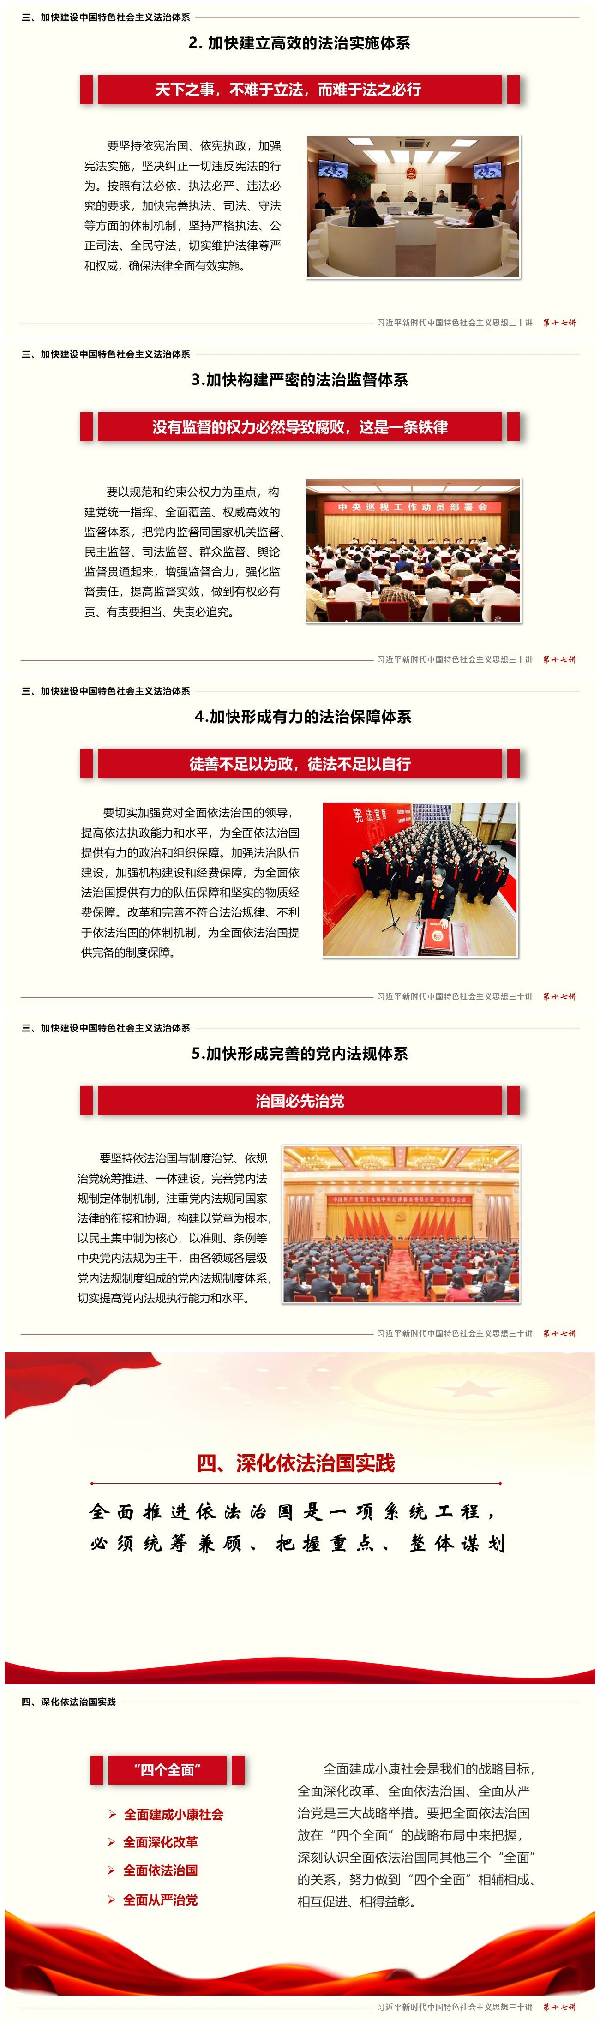 三、加快建设中国特色社会主义法治体系
2. 加快建立高效的法治实施体系
天下之事，不难于立法，而难于法之必行
要坚持依宪治国、依宪执政，加强
宪法实施，坚决纠正一切违反宪法的行
为。按照有法必依、执法必严、违法必
究的要求，加快完善执法、司法、守法
等方面的体制机制，坚持严格执法、公
正司法、全民守法，切实维护法律尊严
和权威，确保法律全面有效实施。
习近平新时代中国特色社会主义思想三十讲 第十七讲
三、加快建设中国特色社会主义法治体系
3.加快构建严密的法治监督体系
没有监督的权力必然导致腐败，这是一条铁律
要以规范和约束公权力为重点，构
建党统一指挥、全面覆盖、权威高效的
监督体系，把党内监督同国家机关监督、
民主监督、司法监督、群众监督、舆论
监督贯通起来，增强监督合力，强化监
督责任，提高监督实效，做到有权必有
责、有责要担当、失责必追究。
中央巡视工作动员部署会
习近平新时代中国特色社会主义思想三十讲 第十七讲
三、加快建设中国特色社会主义法治体系
4.加快形成有力的法治保障体系
徒善不足以为政，徒法不足以自行
要切实加强党对全面依法治国的领导，
提高依法执政能力和水平，为全面依法治国
提供有力的政治和组织保障。加强法治队伍
建设，加强机构建设和经费保障，为全面依
法治国提供有力的队伍保障和坚实的物质经
费保障。改革和完善不符合法治规律、不利
于依法治国的体制机制，为全面依法治国提
供完备的制度保障。
宪法宣誓
习近平新时代中国特色社会主义思想三十讲 第十七讲
三、加快建设中国特色社会主义法治体系
5.加快形成完善的党内法规体系
治国必先治党
要坚持依法治国与制度治党、依规
治党统筹推进、一体建设，完善党内法
规制定体制机制，注重党内法规同国家
法律的衔接和协调，构建以党章为根本、
以民主集中制为核心，以准则、条例等
中央党内法规为主干，由各领域各层级
党内法规制度组成的党内法规制度体系，
切实提高党内法规执行能力和水平。
习近平新时代中国特色社会主义思想三十讲 第十七讲
四、深化依法治国实践
全面推进依法治国是一项系统工程，
必须统筹兼顾、把握重点、整体谋划
四、深化依法治国实践
“四个全面”
➢ 全面建成小康社会
➢ 全面深化改革
➢ 全面依法治国
➢ 全面从严治党
全面建成小康社会是我们的战略目标，
全面深化改革、全面依法治国、全面从严
治党是三大战略举措。要把全面依法治国
放在“四个全面”的战略布局中来把握，
深刻认识全面依法治国同其他三个“全面”
的关系，努力做到“四个全面”相辅相成、
相互促进、相得益彰。
习近平新时代中国特色社会主义思想三十讲 第十七讲